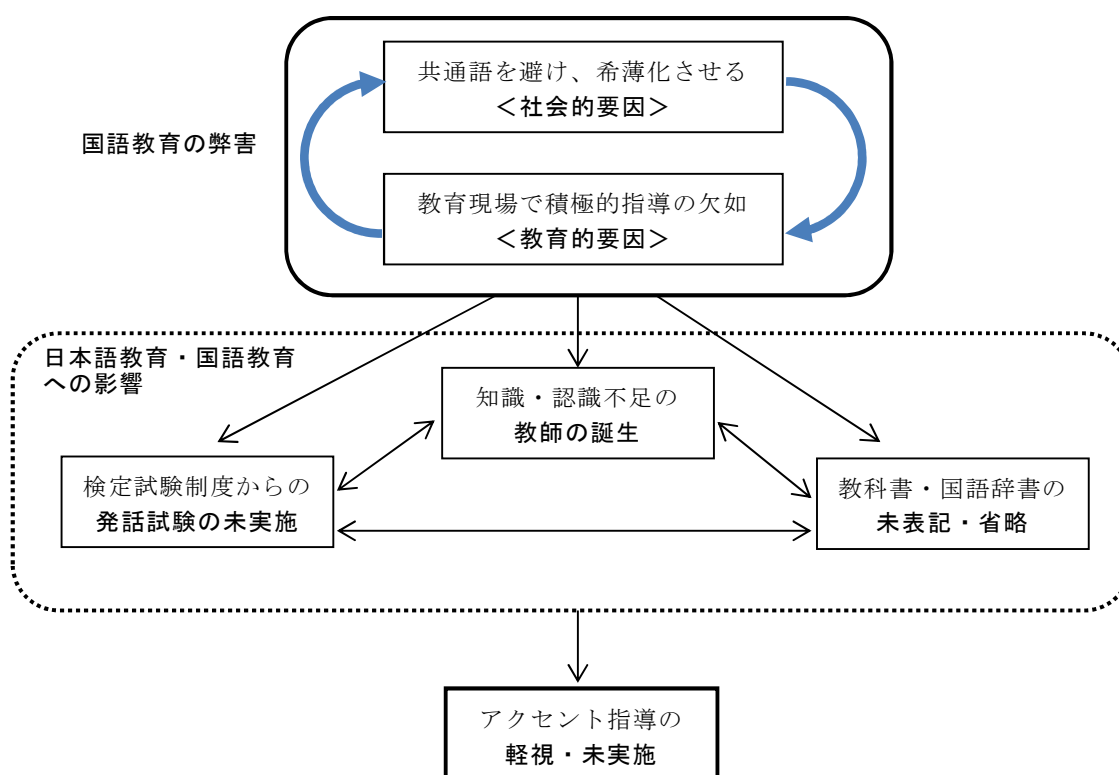 共通語を避け、希薄化させる
＜社会的要因＞
国語教育の弊害
教育現場で積極的指導の欠如
＜教育的要因＞
日本語教育・国語教育
への影響
知識・認識不足の
教師の誕生
検定試験制度からの
発話試験の未実施
教科書・国語辞書の
未表記・省略
アクセント指導の
軽視・未実施